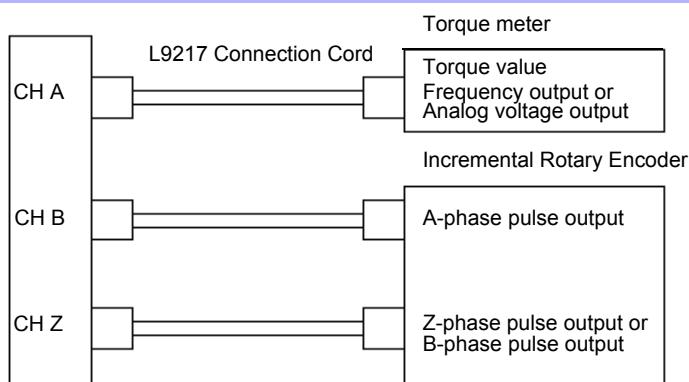 Torque meter
L9217 Connection Cord
CH A
Torque value
Frequency output or
Analog voltage output
Incremental Rotary Encoder
CH B
A-phase pulse output
CH Z
Z-phase pulse output or
B-phase pulse output